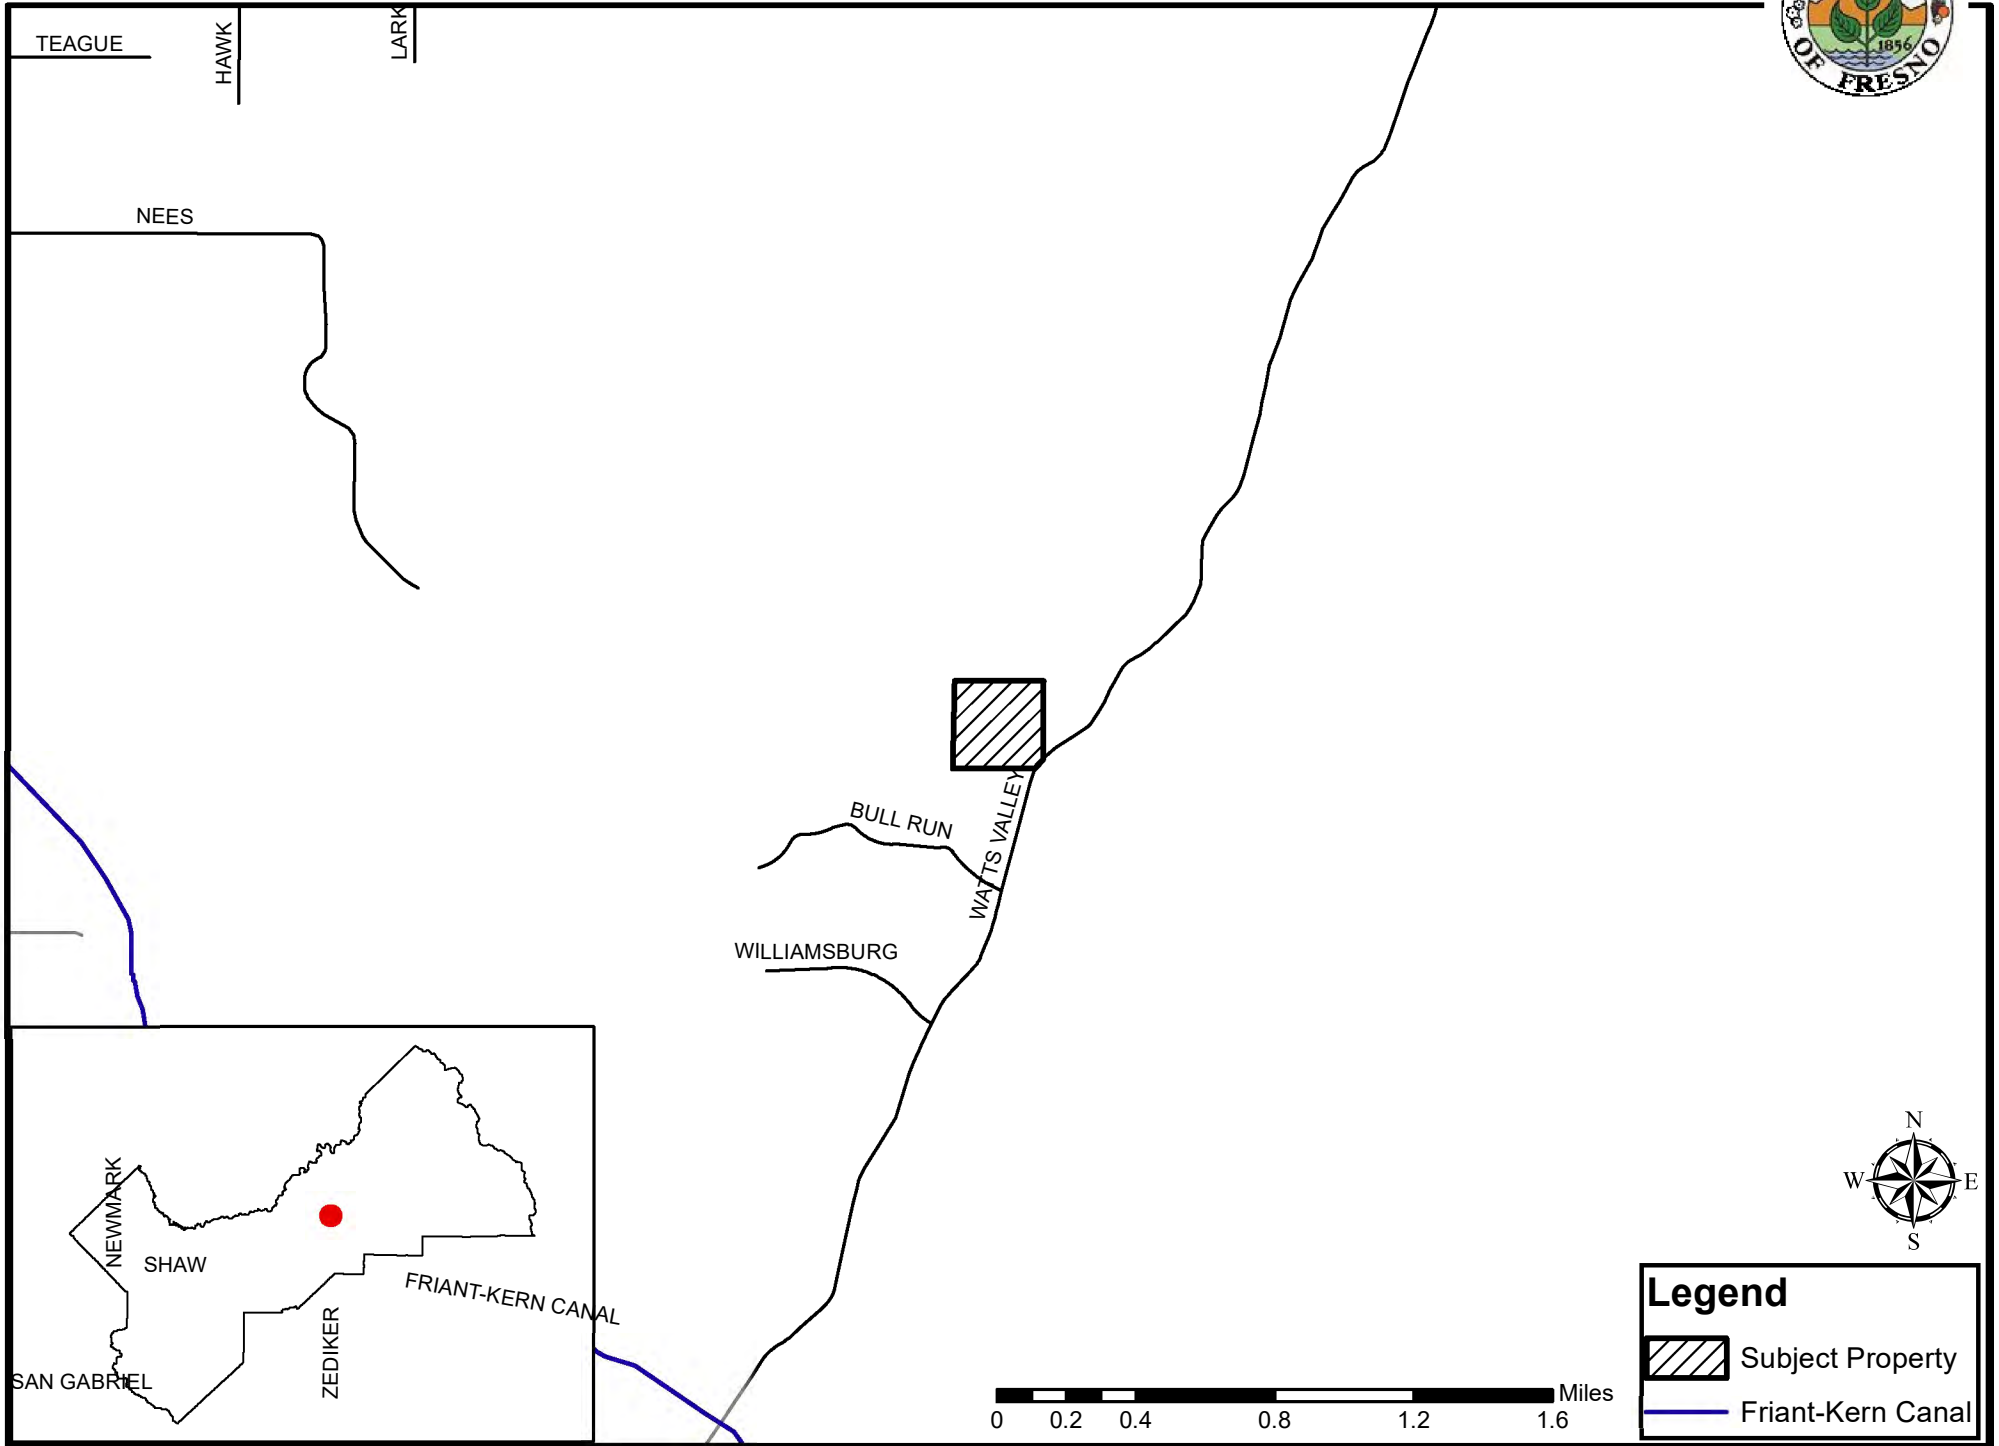 TEAGUE
HAWK
LARK
1856
OF FRESNO
NEES
BULL RUN
WATTS VALLEY
WILLIAMSBURG
NEWMARK
SHAW
FRIANT-KERN CANAL
ZEDIKER
SAN GABRIEL
N
W E
S
Miles
0 0.2 0.4 0.8 1.2 1.6
Legend
Subject Property
Friant-Kern Canal